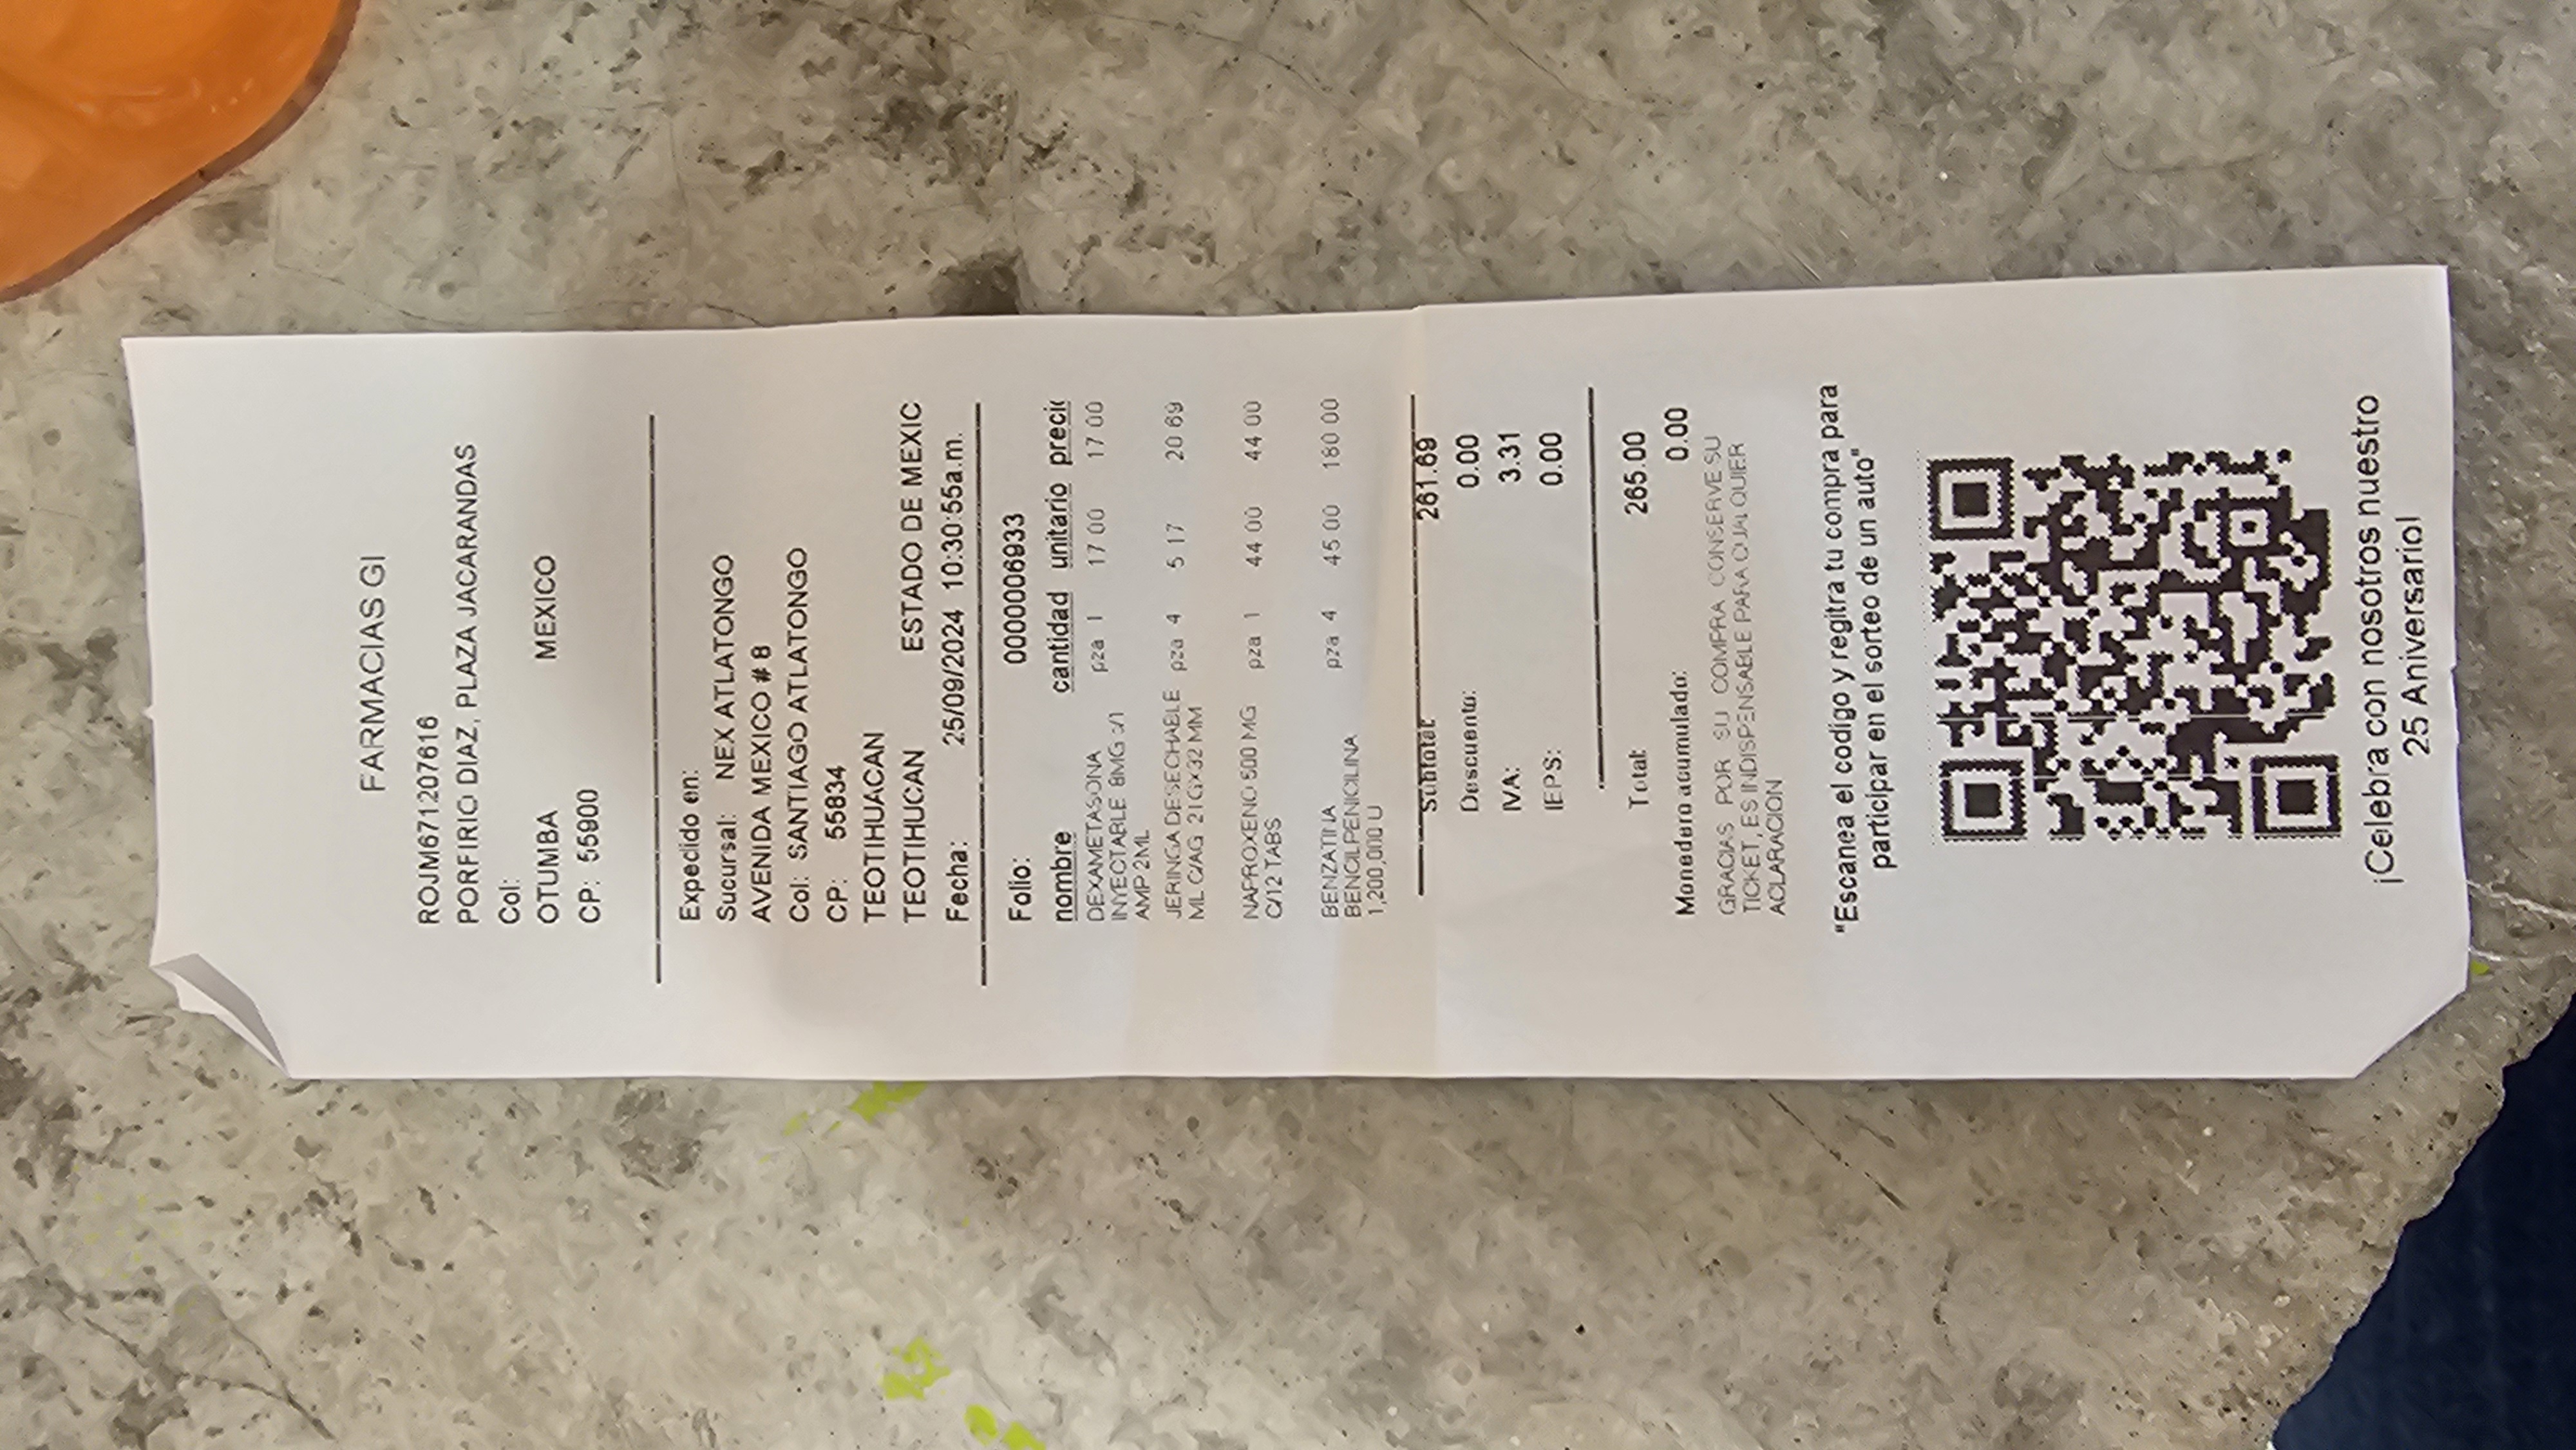 FARMACIAS GI
ROJM671207616
PORFIRIO DIAZ, PLAZA JACARANDAS
Col:
OTUMBA MEXICO
CP: 55900
Expedido en:
Sucursal: NEX ATLATONGO
AVENIDA MEXICO # 8
Col: SANTIAGO ATLATONGO
CP: 55834
TEOTIHUACAN
TEOTIHUCAN ESTADO DE MEXIC
Fecha: 25/09/2024 10:30:55a.m.
Folio: 0000006933
nombre cantidad unitario preci
DEXAMETASONA pza 1 17 00 17 00
INYECTABLE 8MG c/1
AMP 2ML
JERINGA DESECHABLE pza 4 5 17 20 69
ML C/AG 21GX32 MM
NAPROXENO 500 MG pza 1 44 00 44 00
C/12 TABS
BENZATINA pza 4 45 00 180 00
BENCILPENICILINA
1,200,000 U
Subtotal: 261.69
Descuento: 0.00
IVA: 3.31
IEPS: 0.00
Total: 265.00
Monedero acumulado: 0.00
GRACIAS POR SU COMPRA CONSERVE SU
TICKET, ES INDISPENSABLE PARA CUALQUIER
ACLARACION
"Escanea el codigo y regitra tu compra para
participar en el sorteo de un auto"
¡Celebra con nosotros nuestro
25 Aniversario!